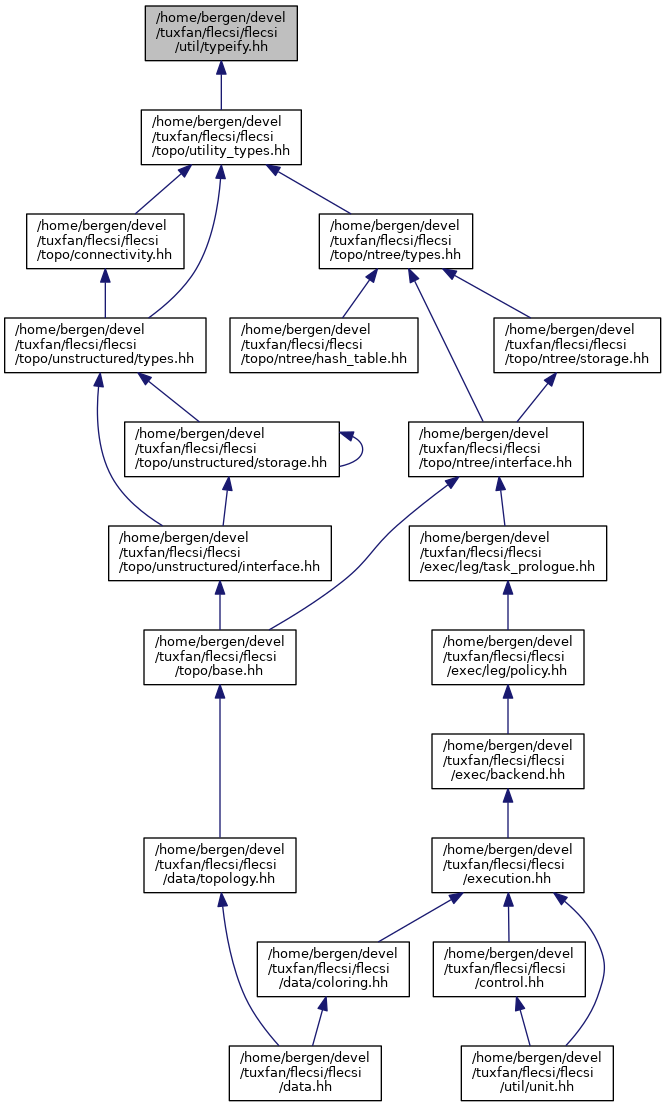 /home/bergen/devel
/tuxfan/flecsi/flecsi
/util/typeify.hh
/home/bergen/devel
/tuxfan/flecsi/flecsi
/topo/utility_types.hh
/home/bergen/devel
/tuxfan/flecsi/flecsi
/topo/connectivity.hh
/home/bergen/devel
/tuxfan/flecsi/flecsi
/topo/ntree/types.hh
/home/bergen/devel
/tuxfan/flecsi/flecsi
/topo/unstructured/types.hh
/home/bergen/devel
/tuxfan/flecsi/flecsi
/topo/ntree/hash_table.hh
/home/bergen/devel
/tuxfan/flecsi/flecsi
/topo/ntree/storage.hh
/home/bergen/devel
/tuxfan/flecsi/flecsi
/topo/unstructured/storage.hh
/home/bergen/devel
/tuxfan/flecsi/flecsi
/topo/ntree/interface.hh
/home/bergen/devel
/tuxfan/flecsi/flecsi
/topo/unstructured/interface.hh
/home/bergen/devel
/tuxfan/flecsi/flecsi
/exec/leg/task_prologue.hh
/home/bergen/devel
/tuxfan/flecsi/flecsi
/topo/base.hh
/home/bergen/devel
/tuxfan/flecsi/flecsi
/exec/leg/policy.hh
/home/bergen/devel
/tuxfan/flecsi/flecsi
/exec/backend.hh
/home/bergen/devel
/tuxfan/flecsi/flecsi
/data/topology.hh
/home/bergen/devel
/tuxfan/flecsi/flecsi
/execution.hh
/home/bergen/devel
/tuxfan/flecsi/flecsi
/data/coloring.hh
/home/bergen/devel
/tuxfan/flecsi/flecsi
/control.hh
/home/bergen/devel
/tuxfan/flecsi/flecsi
/data.hh
/home/bergen/devel
/tuxfan/flecsi/flecsi
/util/unit.hh